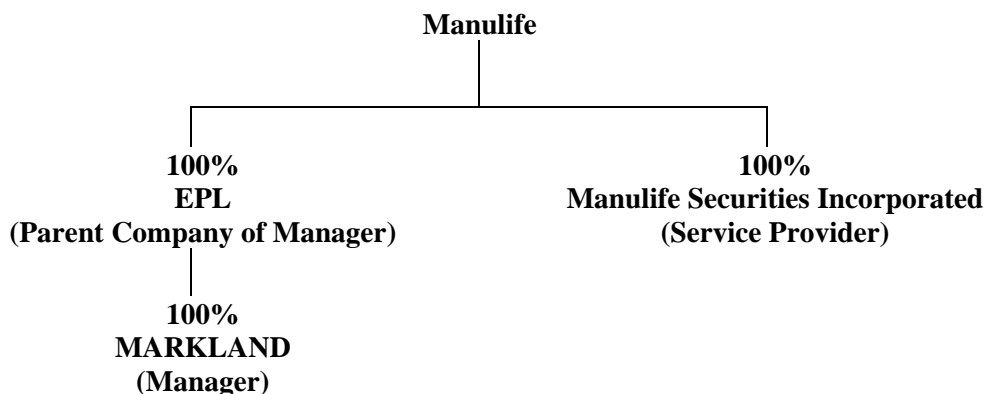 Manulife
100%
EPL
(Parent Company of Manager)
100%
Manulife Securities Incorporated
(Service Provider)
100%
MARKLAND
(Manager)